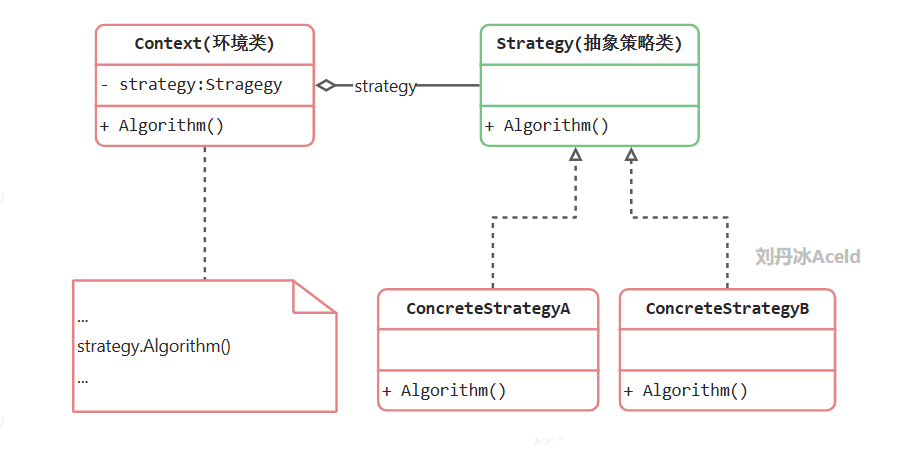 Context(环境类)
- strategy:Stragegy
+ Algorithm()
strategy
Strategy(抽象策略类)
+ Algorithm()
刘丹冰Aceld
...
strategy.Algorithm()
...
ConcreteStrategyA
+ Algorithm()
ConcreteStrategyB
+ Algorithm()